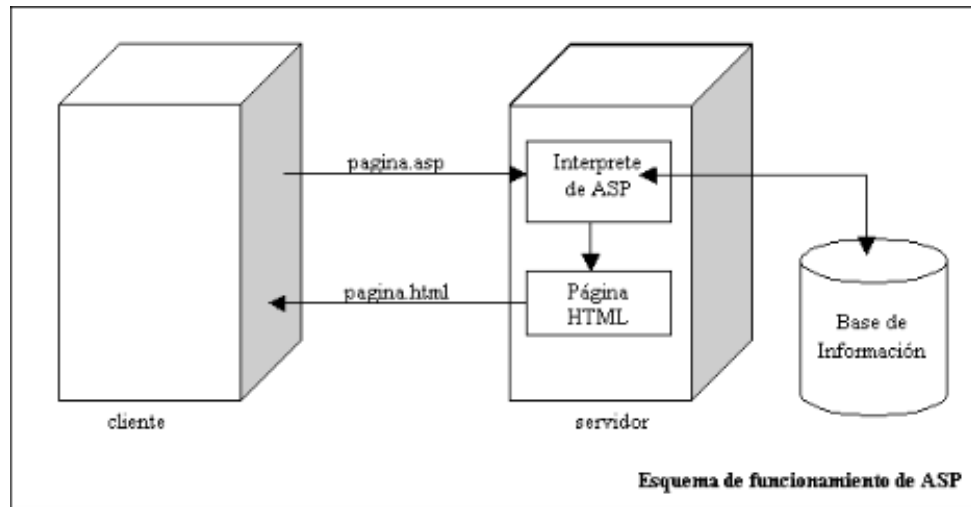 pagina.asp
Interprete
de ASP
pagina.html
Página
HTML
Base de
Información
cliente
servidor
Esquema de funcionamiento de ASP